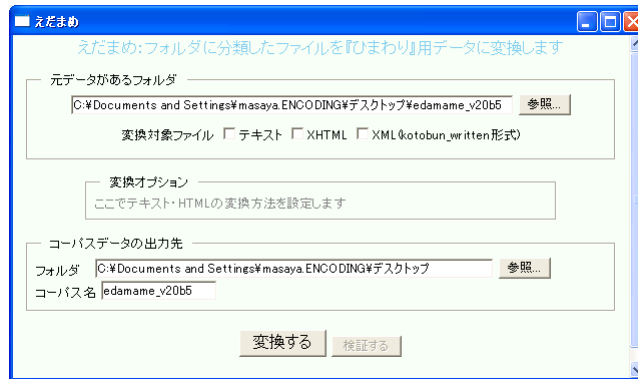 えだまめ
えだまめ:フォルダに分類したファイルを『ひまわり』用データに変換します
元データがあるフォルダ
C:¥Documents and Settings¥masaya.ENCODING¥デスクトップ¥edamame_v20b5 参照...
変換対象ファイル テキスト XHTML XML(kotobun_written形式)
変換オプション
ここでテキスト・HTMLの変換方法を設定します
コーパスデータの出力先
フォルダ C:¥Documents and Settings¥masaya.ENCODING¥デスクトップ 参照...
コーパス名 edamame_v20b5
変換する 検証する